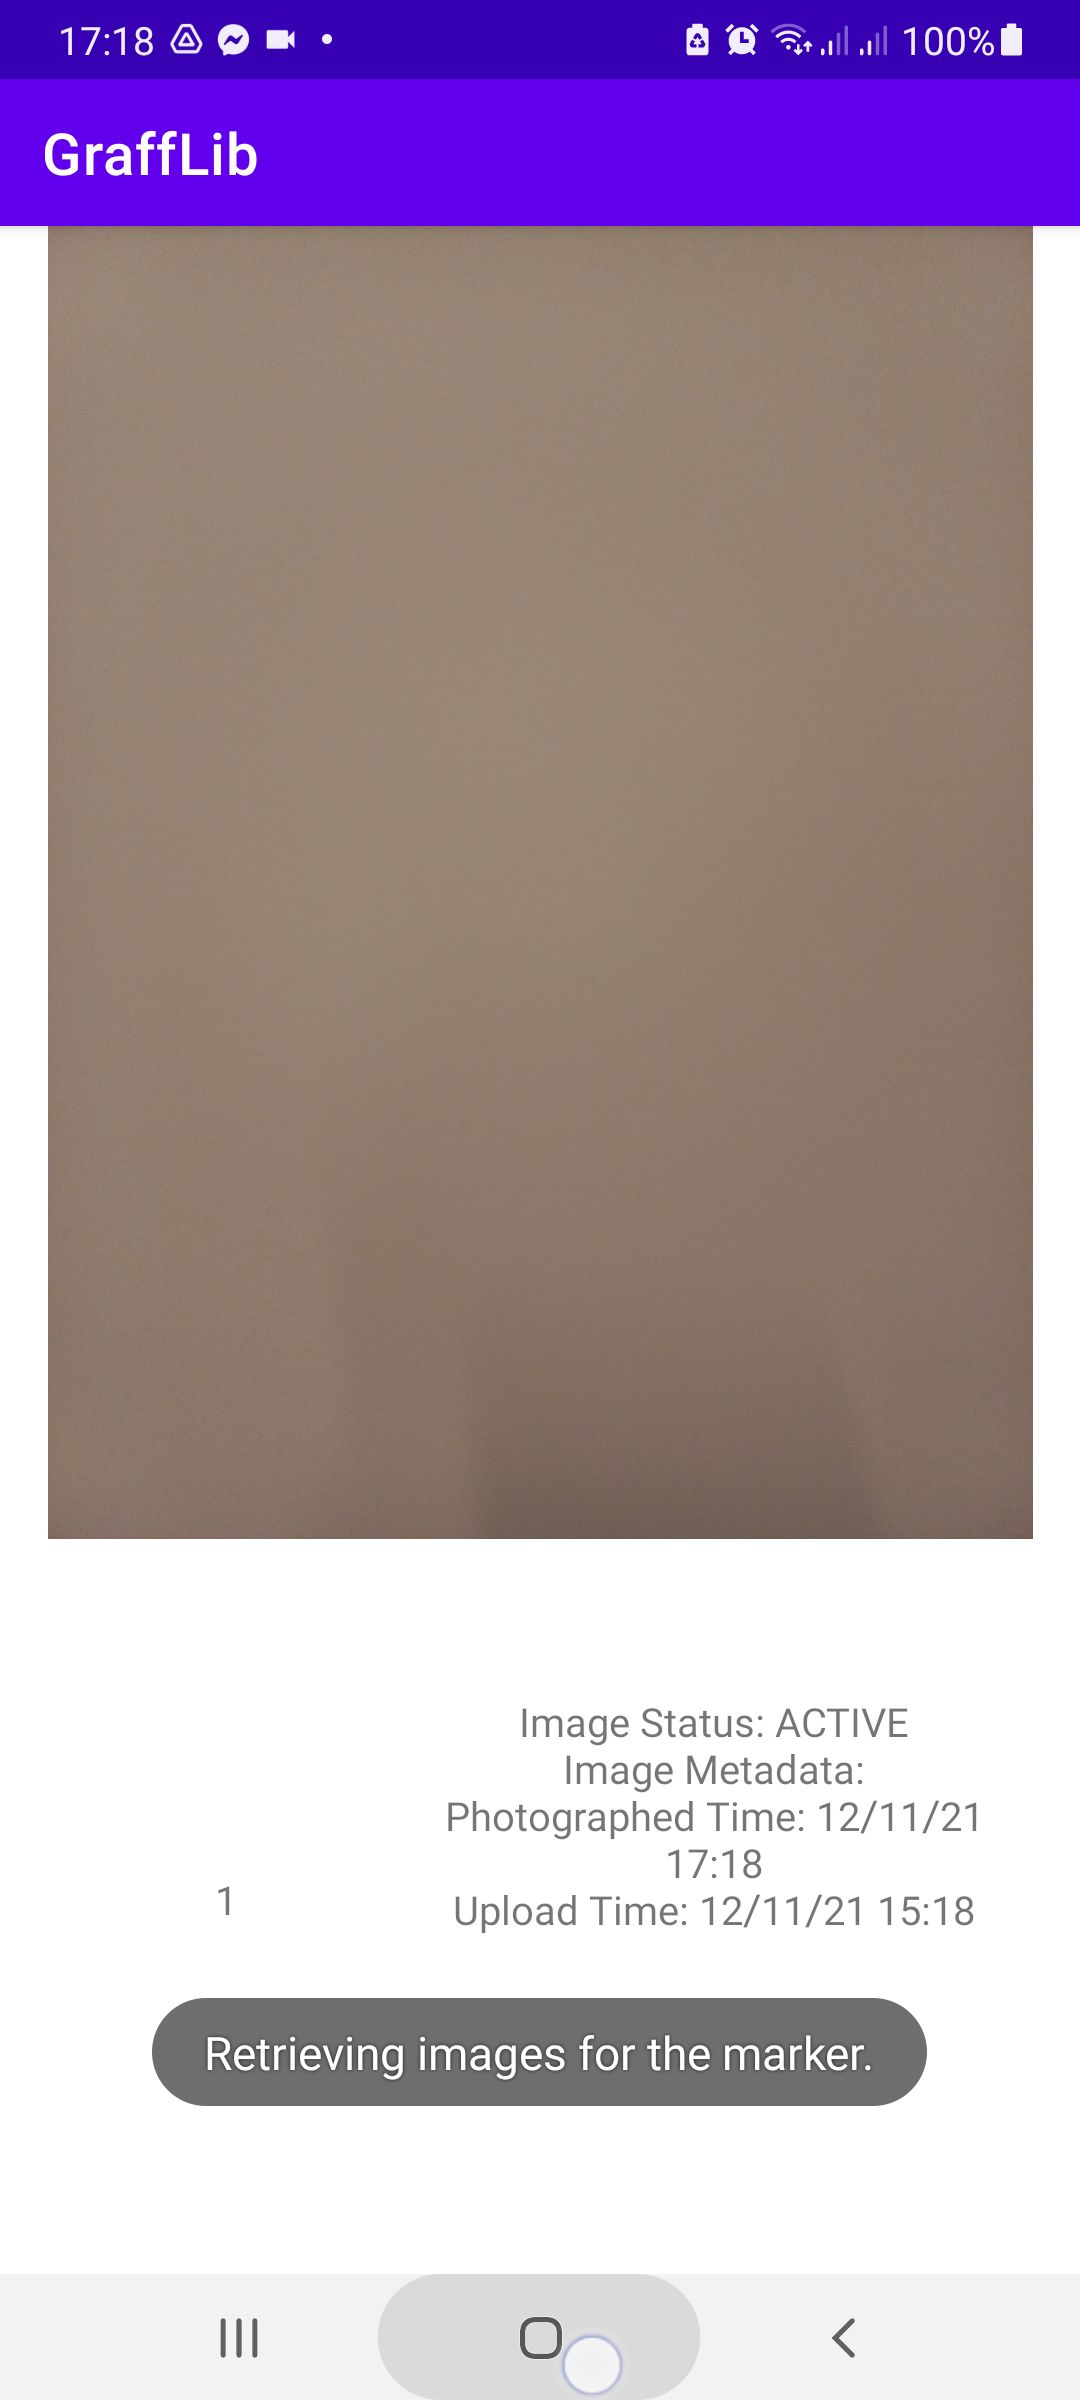 17:18 100%
GraffLib
Image Status: ACTIVE
Image Metadata:
Photographed Time: 12/11/21
17:18
Upload Time: 12/11/21 15:18
1
Retrieving images for the marker.